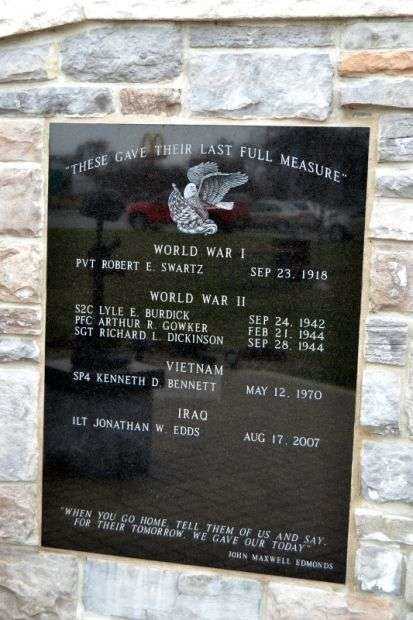 "THESE GAVE THEIR LAST FULL MEASURE"
WORLD WAR I
PVT ROBERT E. SWARTZ SEP 23, 1918
WORLD WAR II
S2C LYLE E. BURDICK SEP 24, 1942
PFC ARTHUR R. GOWKER FEB 21, 1944
SGT RICHARD L. DICKINSON SEP 28, 1944
VIETNAM
SP4 KENNETH D. BENNETT MAY 12, 1970
IRAQ
1LT JONATHAN W. EDDS AUG 17, 2007
"WHEN YOU GO HOME, TELL THEM OF US AND SAY,
FOR THEIR TOMORROW, WE GAVE OUR TODAY"
JOHN MAXWELL EDMONDS